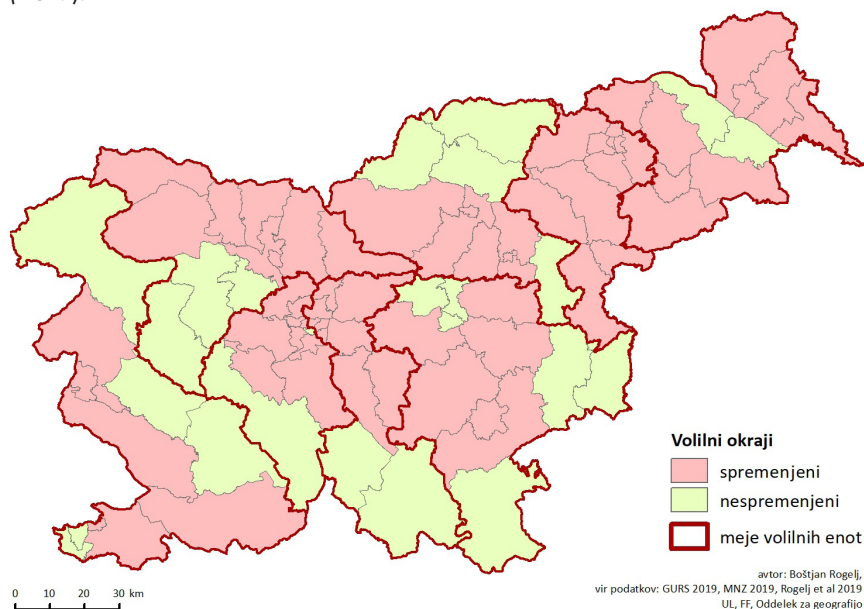 Volilni okraji
spremenjeni
nespremenjeni
meje volilnih enot
avtor: Boštjan Rogelj,
vir podatkov: GURS 2019, MNZ 2019, Rogelj et al 2019
UL, FF, Oddelek za geografijo
0 10 20 30 km